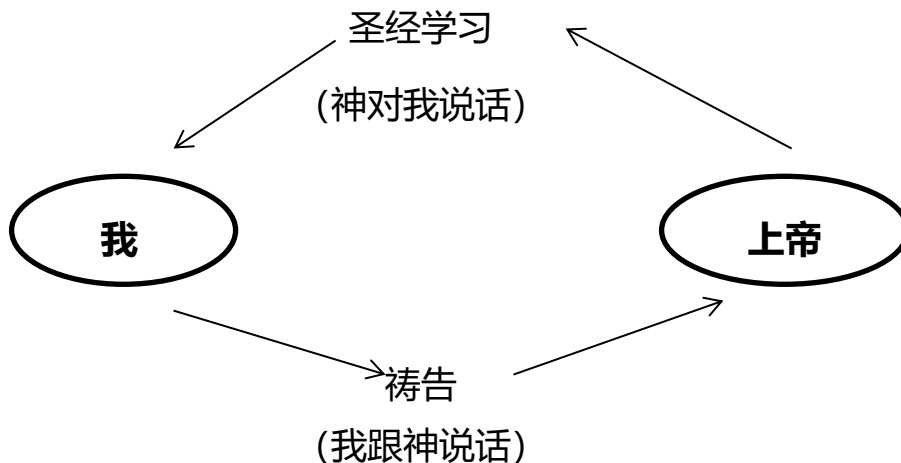 圣经学习
（神对我说话）
我
上帝
祷告
（我跟神说话）